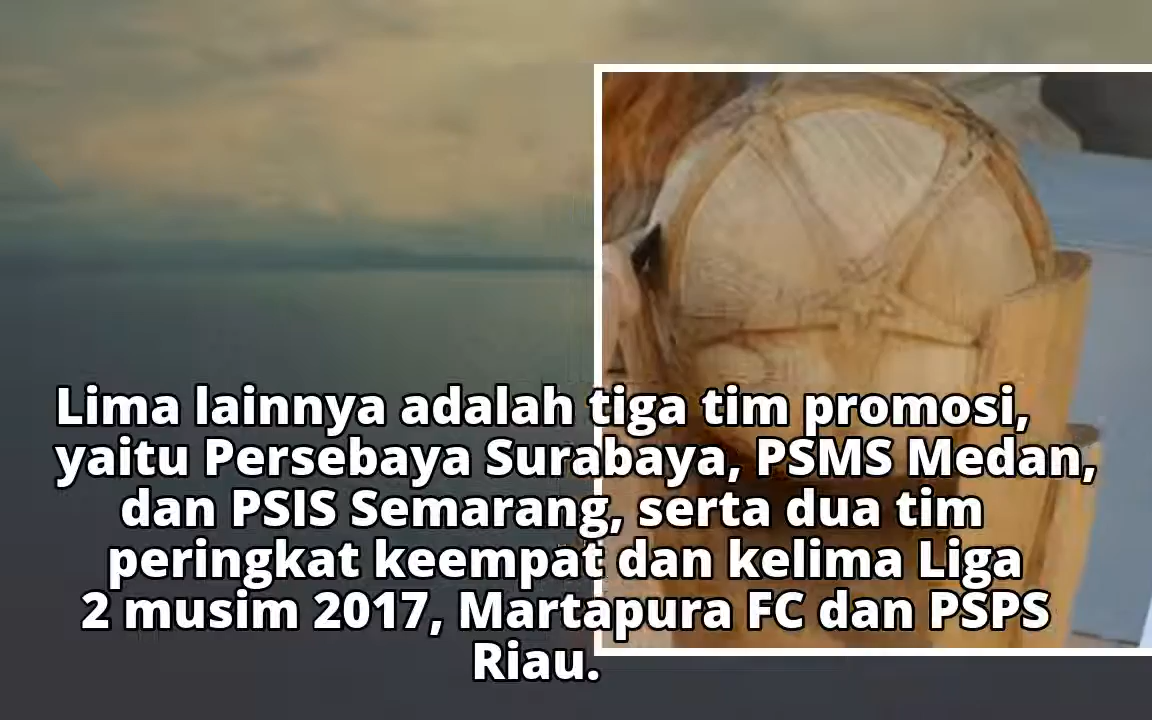 Lima lainnya adalah tiga tim promosi,
yaitu Persebaya Surabaya, PSMS Medan,
dan PSIS Semarang, serta dua tim
peringkat keempat dan kelima Liga
2 musim 2017, Martapura FC dan PSPS
Riau.